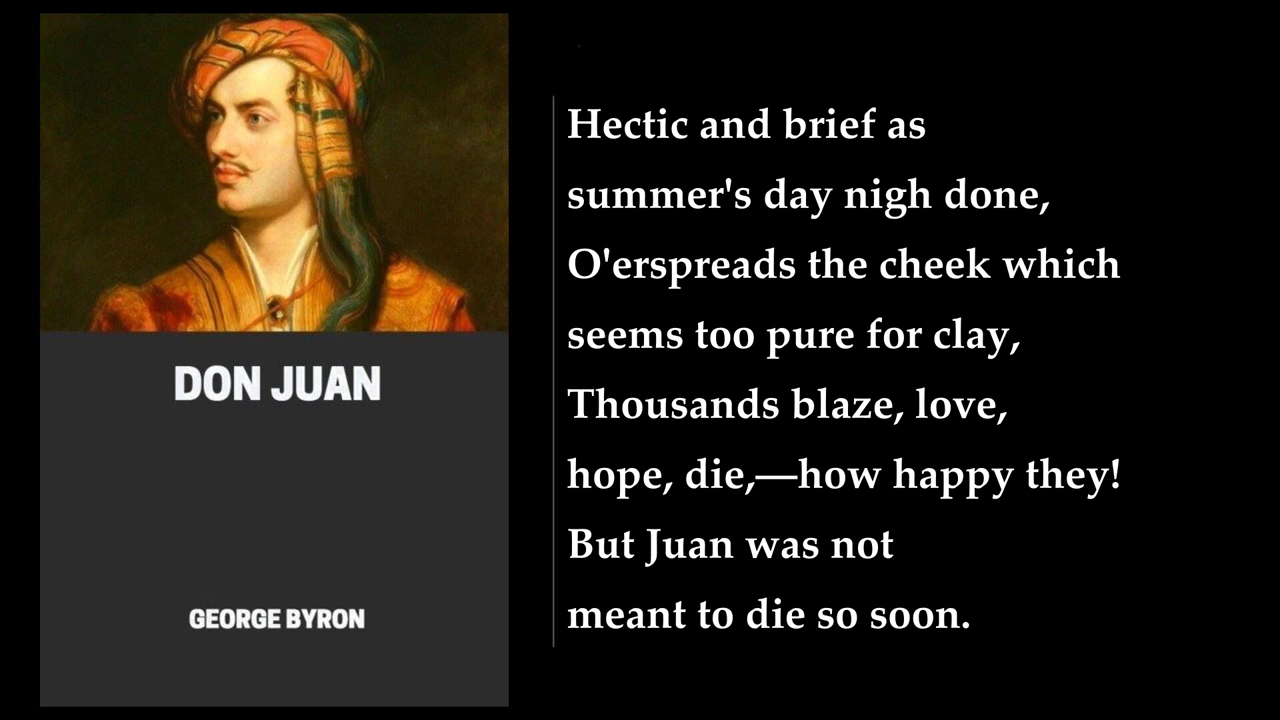 DON JUAN
GEORGE BYRON
Hectic and brief as
summer's day nigh done,
O'erspreads the cheek which
seems too pure for clay,
Thousands blaze, love,
hope, die,—how happy they!
But Juan was not
meant to die so soon.